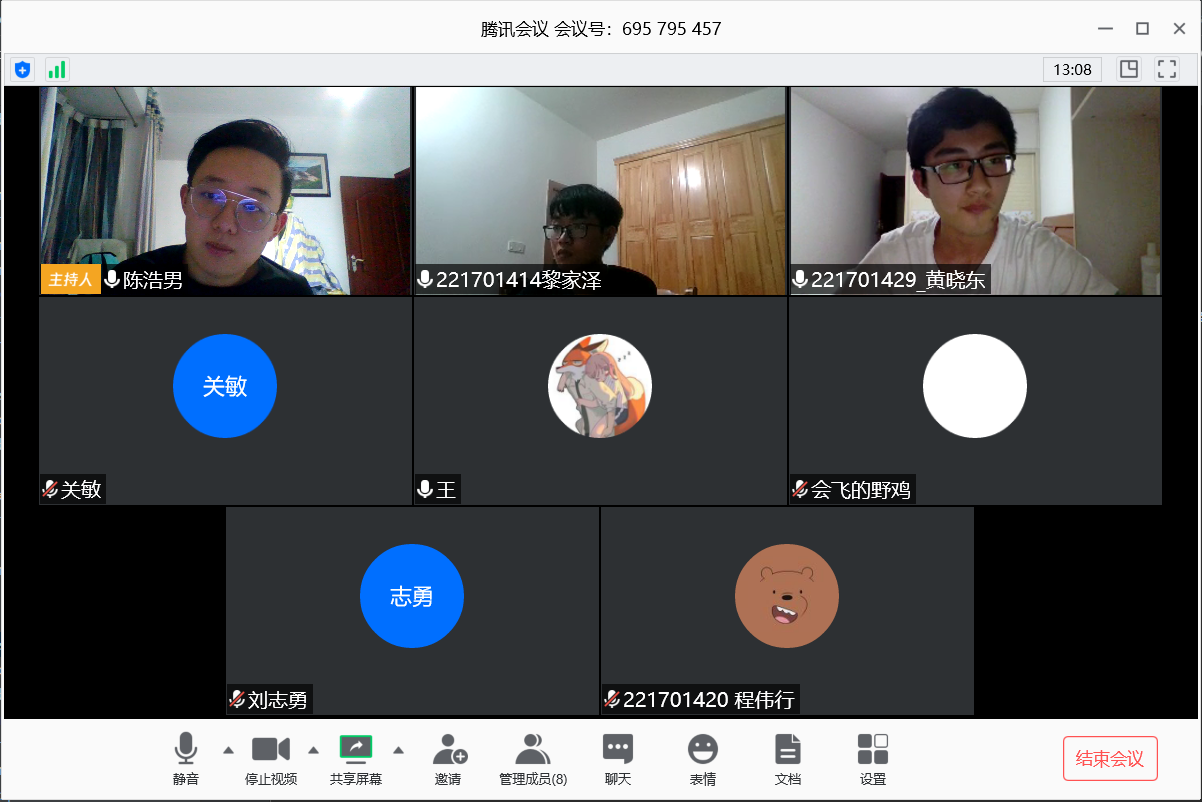 腾讯会议 会议号：695 795 457
13:08
主持人 陈浩男
221701414黎家泽
221701429_黄晓东
关敏
关敏
王
会飞的野鸡
志勇
刘志勇
221701420 程伟行
静音
停止视频
共享屏幕
邀请
管理成员(8)
聊天
表情
文档
设置
结束会议